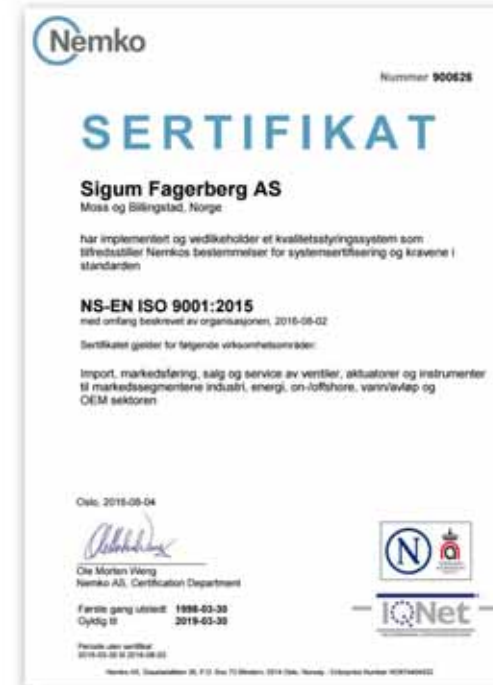 Nemko
Nummer 900626
SERTIFIKAT
Sigum Fagerberg AS
Moss og Billingstad, Norge
har implementert og vedlikeholder et kvalitetsstyringssystem som
tilfredsstiller Nemkos bestemmelser for systemsertifisering og kravene i
standarden
NS-EN ISO 9001:2015
med omfang beskrevet av organisasjonen, 2016-08-02
Sertifikatet gjelder for følgende virksomhetsområder:
Import, markedsføring, salg og service av ventiler, aktuatorer og instrumenter
til markedssegmentene industri, energi, on-/offshore, vann/avløp og
OEM sektoren
Oslo, 2016-08-04
Ole Morten Weng
Nemko AS, Certification Department
Første gang utstedt 1998-03-30
Gyldig til 2019-03-30
N
IQNet
Periode uten sertifikat